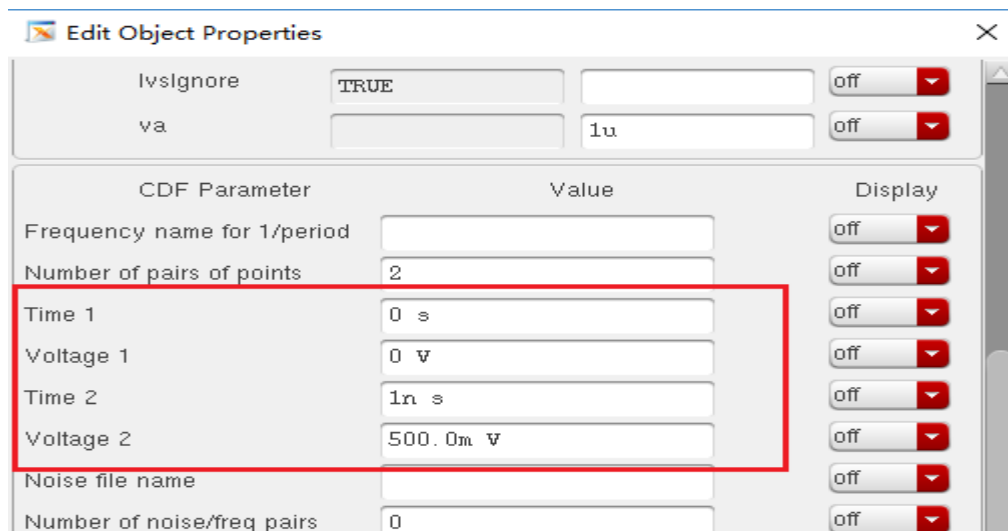 Edit Object Properties
lvsIgnore TRUE off
va 1u off
CDF Parameter Value Display
Frequency name for 1/period off
Number of pairs of points 2 off
Time 1 0 s off
Voltage 1 0 V off
Time 2 1n s off
Voltage 2 500.0m V off
Noise file name off
Number of noise/freq pairs 0 off